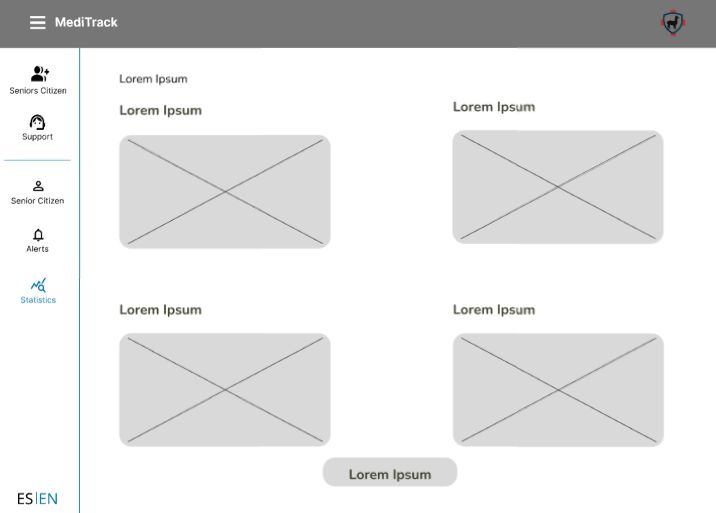 MediTrack
Seniors Citizen
Support
Senior Citizen
Alerts
Statistics
ES|EN
Lorem Ipsum
Lorem Ipsum
Lorem Ipsum
Lorem Ipsum
Lorem Ipsum
Lorem Ipsum